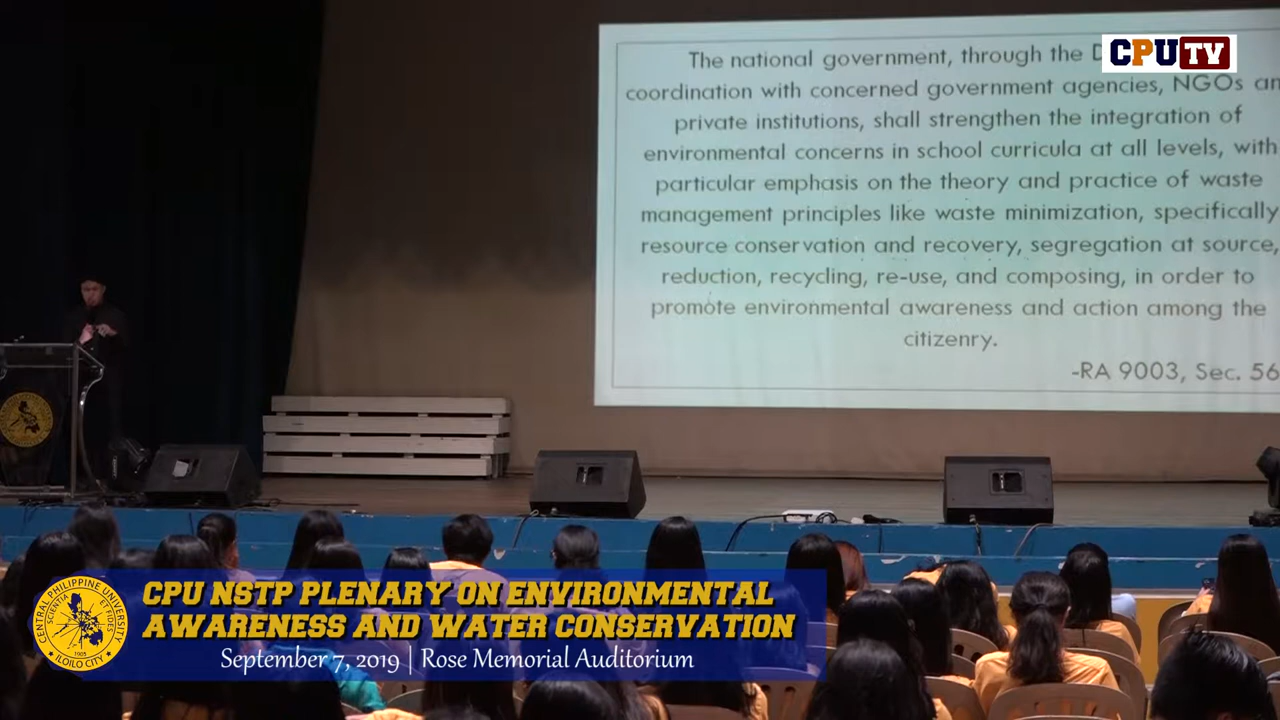 The national government, through the
CPUTV
coordination with concerned government agencies, NGOs
private institutions, shall strengthen the integration of
environmental concerns in school curricula at all levels, with
particular emphasis on the theory and practice of waste
management principles like waste minimization, specifically
resource conservation and recovery, segregation at source,
reduction, recycling, re-use, and composing, in order to
promote environmental awareness and action among the
citizenry.
-RA 9003, Sec. 56
CPU NSTP PLENARY ON ENVIRONMENTAL
AWARENESS AND WATER CONSERVATION
September 7, 2019 | Rose Memorial Auditorium
CENTRAL PHILIPPINE UNIVERSITY
SCIENTIA ET FIDES
1905
ILOILO CITY